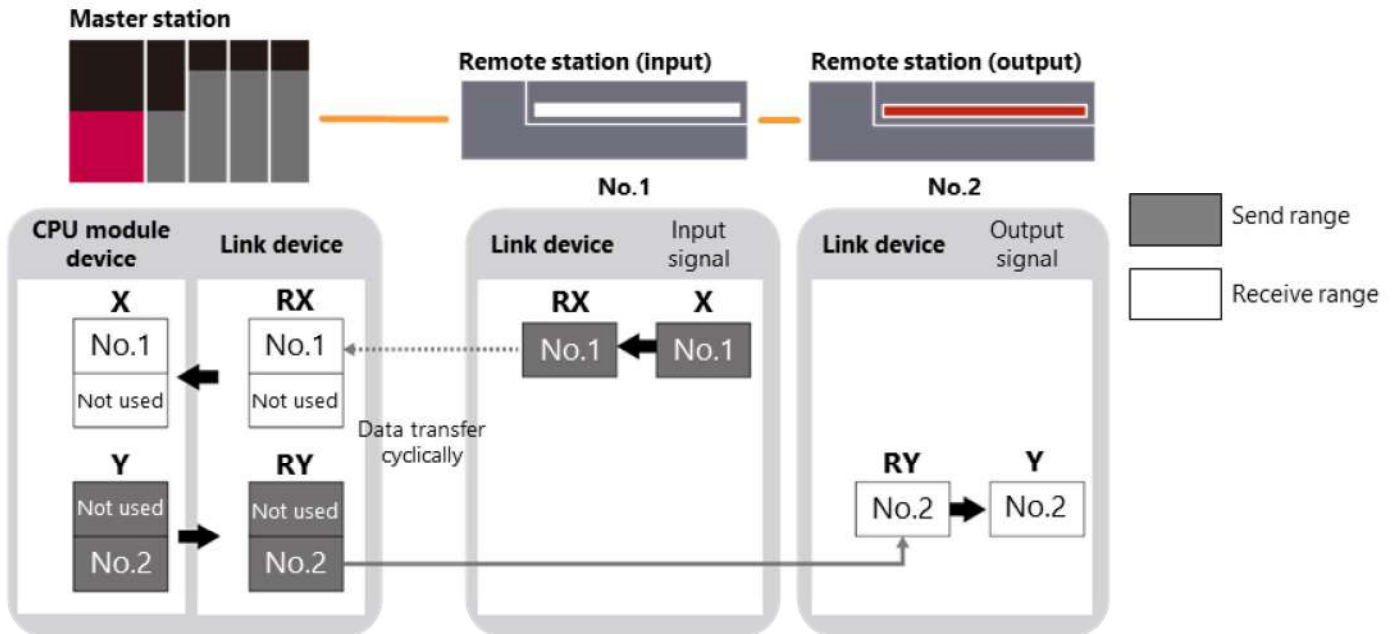 Master station
Remote station (input)
Remote station (output)
No.1
No.2
Send range
Receive range
CPU module
device
Link device
Link device
Input
signal
Link device
Output
signal
X
RX
RX
X
No.1
No.1
No.1
No.1
Not used
Not used
Data transfer
cyclically
Y
RY
RY
Y
Not used
Not used
No.2
No.2
No.2
No.2